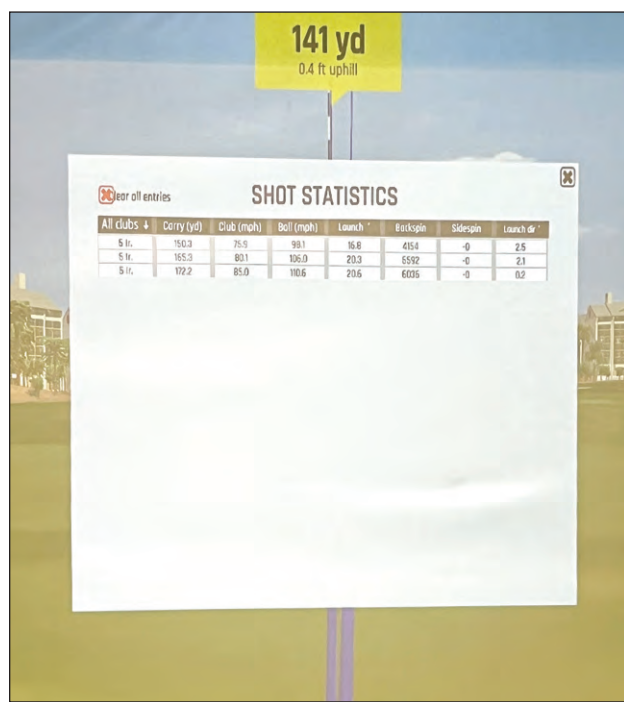 141 yd
0.4 ft uphill
Clear all entries SHOT STATISTICS
All clubs ↓ Carry (yd) Club (mph) Ball (mph) Launch ° Backspin Sidespin Launch dir °
5 Ir. 150.3 75.9 99.1 16.8 4154 -0 2.5
5 Ir. 165.3 80.1 106.0 20.3 5592 -0 2.1
5 Ir. 172.2 85.0 110.6 20.6 6035 -0 0.2